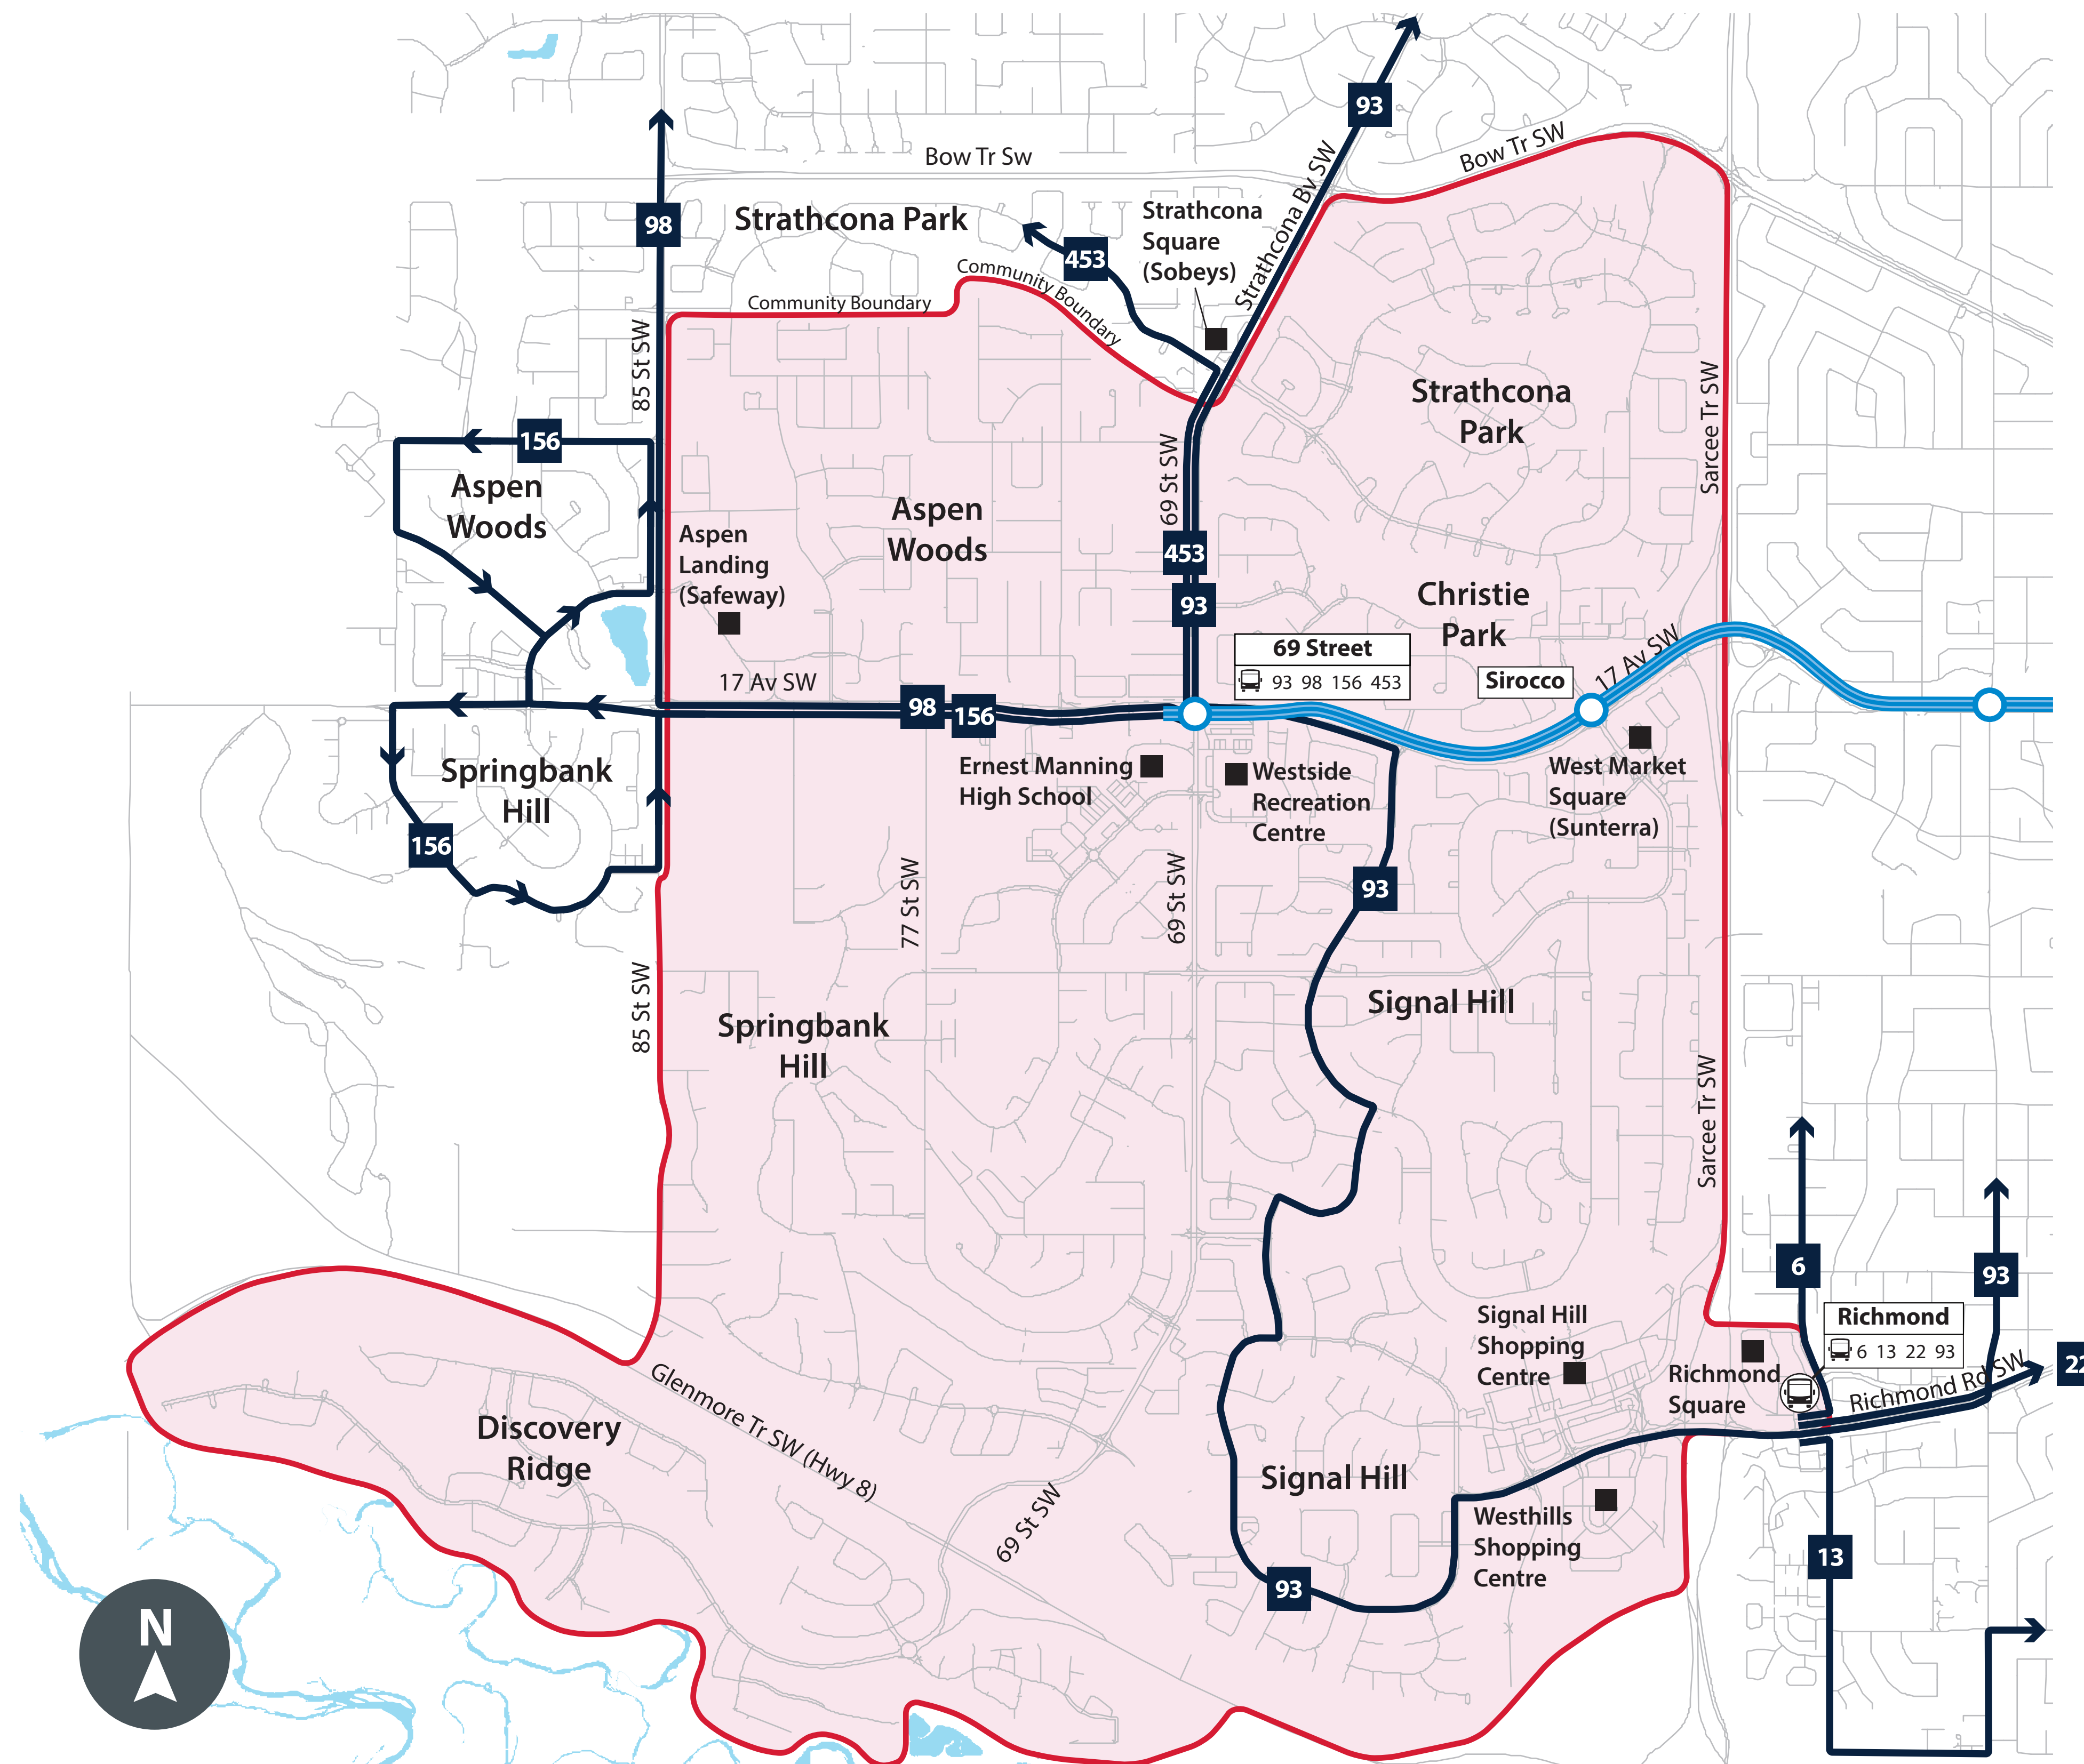 93
Bow Tr SW
Bow Tr Sw
98
Strathcona Park
Strathcona
Square
(Sobeys)
Strathcona Bv SW
453
Community Boundary
Community Boundary
85 St SW
Strathcona
Park
Sarcee Tr SW
156
Aspen
Woods
Aspen
Woods
69 St SW
Aspen
Landing
(Safeway)
453
93
Christie
Park
69 Street
93 98 156 453
Sirocco
17 Av SW
17 Av SW
98
156
Ernest Manning
High School
Westside
Recreation
Centre
West Market
Square
(Sunterra)
Springbank
Hill
156
77 St SW
69 St SW
93
85 St SW
Signal Hill
Springbank
Hill
Sarcee Tr SW
6
93
Signal Hill
Shopping
Centre
Richmond
6 13 22 93
Richmond
Square
Richmond Rd SW
22
Glenmore Tr SW (Hwy 8)
Discovery
Ridge
69 St SW
Signal Hill
Westhills
Shopping
Centre
93
13
N